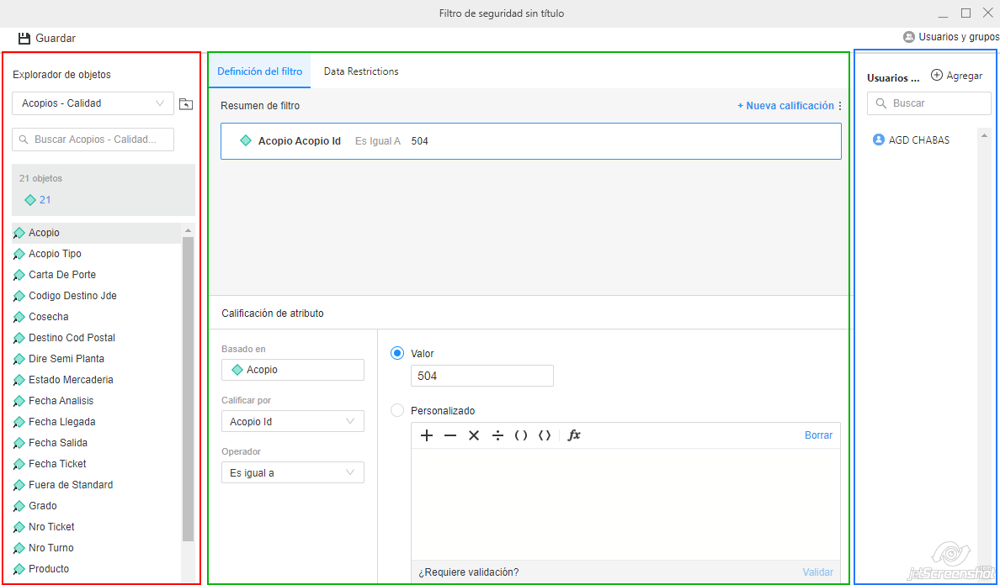 Filtro de seguridad sin título
Guardar
Usuarios y grupos
Explorador de objetos
Acopios - Calidad
Buscar Acopios - Calidad...
21 objetos
21
Acopio
Acopio Tipo
Carta De Porte
Codigo Destino Jde
Cosecha
Destino Cod Postal
Dire Semi Planta
Estado Mercaderia
Fecha Analisis
Fecha Llegada
Fecha Salida
Fecha Ticket
Fuera de Standard
Grado
Nro Ticket
Nro Turno
Producto
Definición del filtro Data Restrictions
Resumen de filtro + Nueva calificación
Acopio Acopio Id Es Igual A 504
Calificación de atributo
Basado en
Acopio
Calificar por
Acopio Id
Operador
Es igual a
Valor
504
Personalizado
+ − × ÷ ( ) < > fx Borrar
¿Requiere validación? Validar
Usuarios ... Agregar
Buscar
AGD CHABAS
jetScreenshot.com